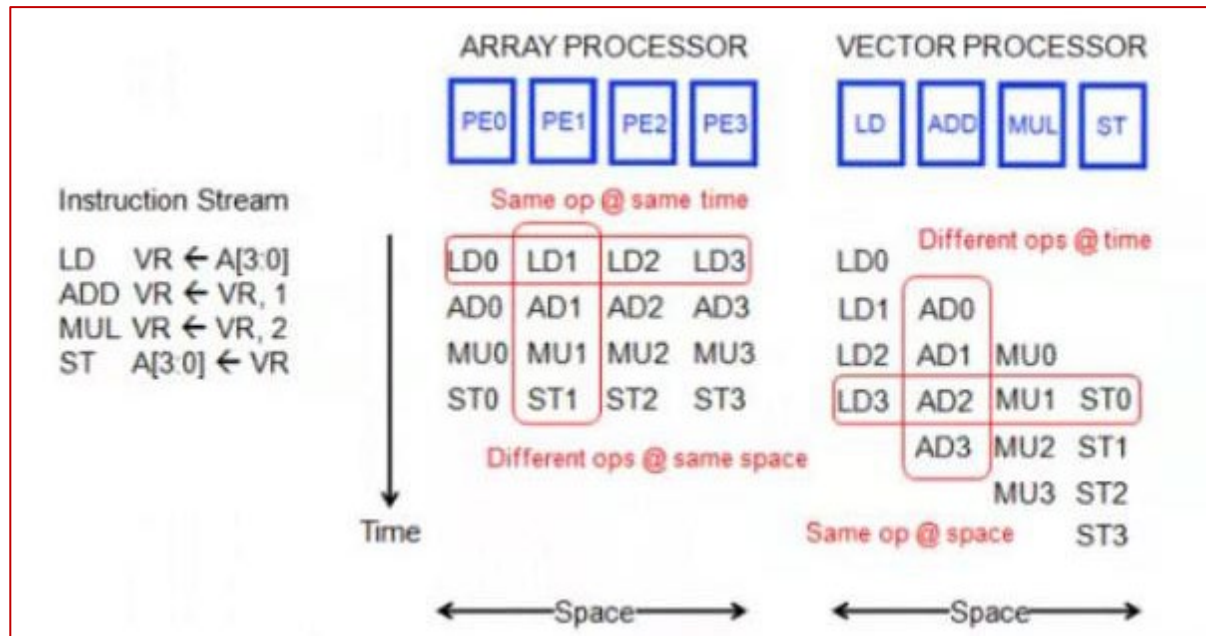 ARRAY PROCESSOR
VECTOR PROCESSOR
PE0 PE1 PE2 PE3
LD ADD MUL ST
Instruction Stream
LD VR ← A[3:0]
ADD VR ← VR, 1
MUL VR ← VR, 2
ST A[3:0] ← VR
Time
Same op @ same time
LD0 LD1 LD2 LD3
AD0 AD1 AD2 AD3
MU0 MU1 MU2 MU3
ST0 ST1 ST2 ST3
Different ops @ same space
Space
Different ops @ time
LD0
LD1 AD0
LD2 AD1 MU0
LD3 AD2 MU1 ST0
AD3 MU2 ST1
MU3 ST2
Same op @ space
ST3
Space